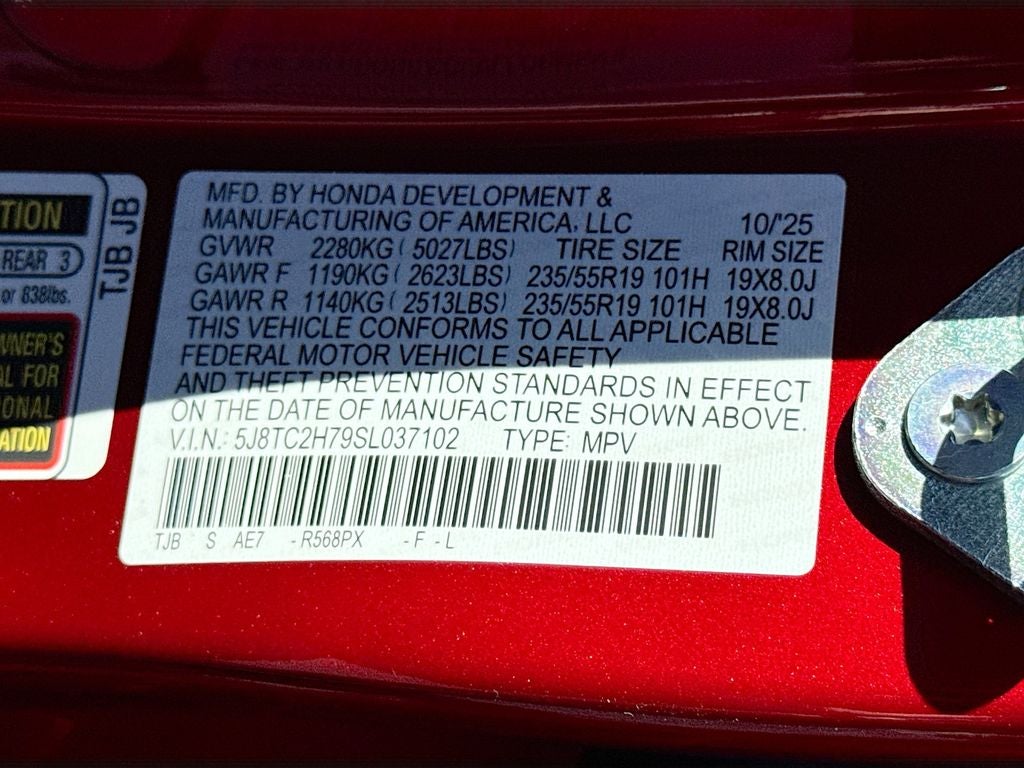 TION
REAR 3
or 838lbs.
WNER'S
AL FOR
IONAL
ATION
TJB JB
MFD. BY HONDA DEVELOPMENT &
MANUFACTURING OF AMERICA, LLC 10/'25
GVWR 2280KG ( 5027LBS) TIRE SIZE RIM SIZE
GAWR F 1190KG ( 2623LBS) 235/55R19 101H 19X8.0J
GAWR R 1140KG ( 2513LBS) 235/55R19 101H 19X8.0J
THIS VEHICLE CONFORMS TO ALL APPLICABLE
FEDERAL MOTOR VEHICLE SAFETY
AND THEFT PREVENTION STANDARDS IN EFFECT
ON THE DATE OF MANUFACTURE SHOWN ABOVE.
V.I.N.: 5J8TC2H79SL037102 TYPE: MPV
TJB S AE7 -R568PX -F -L